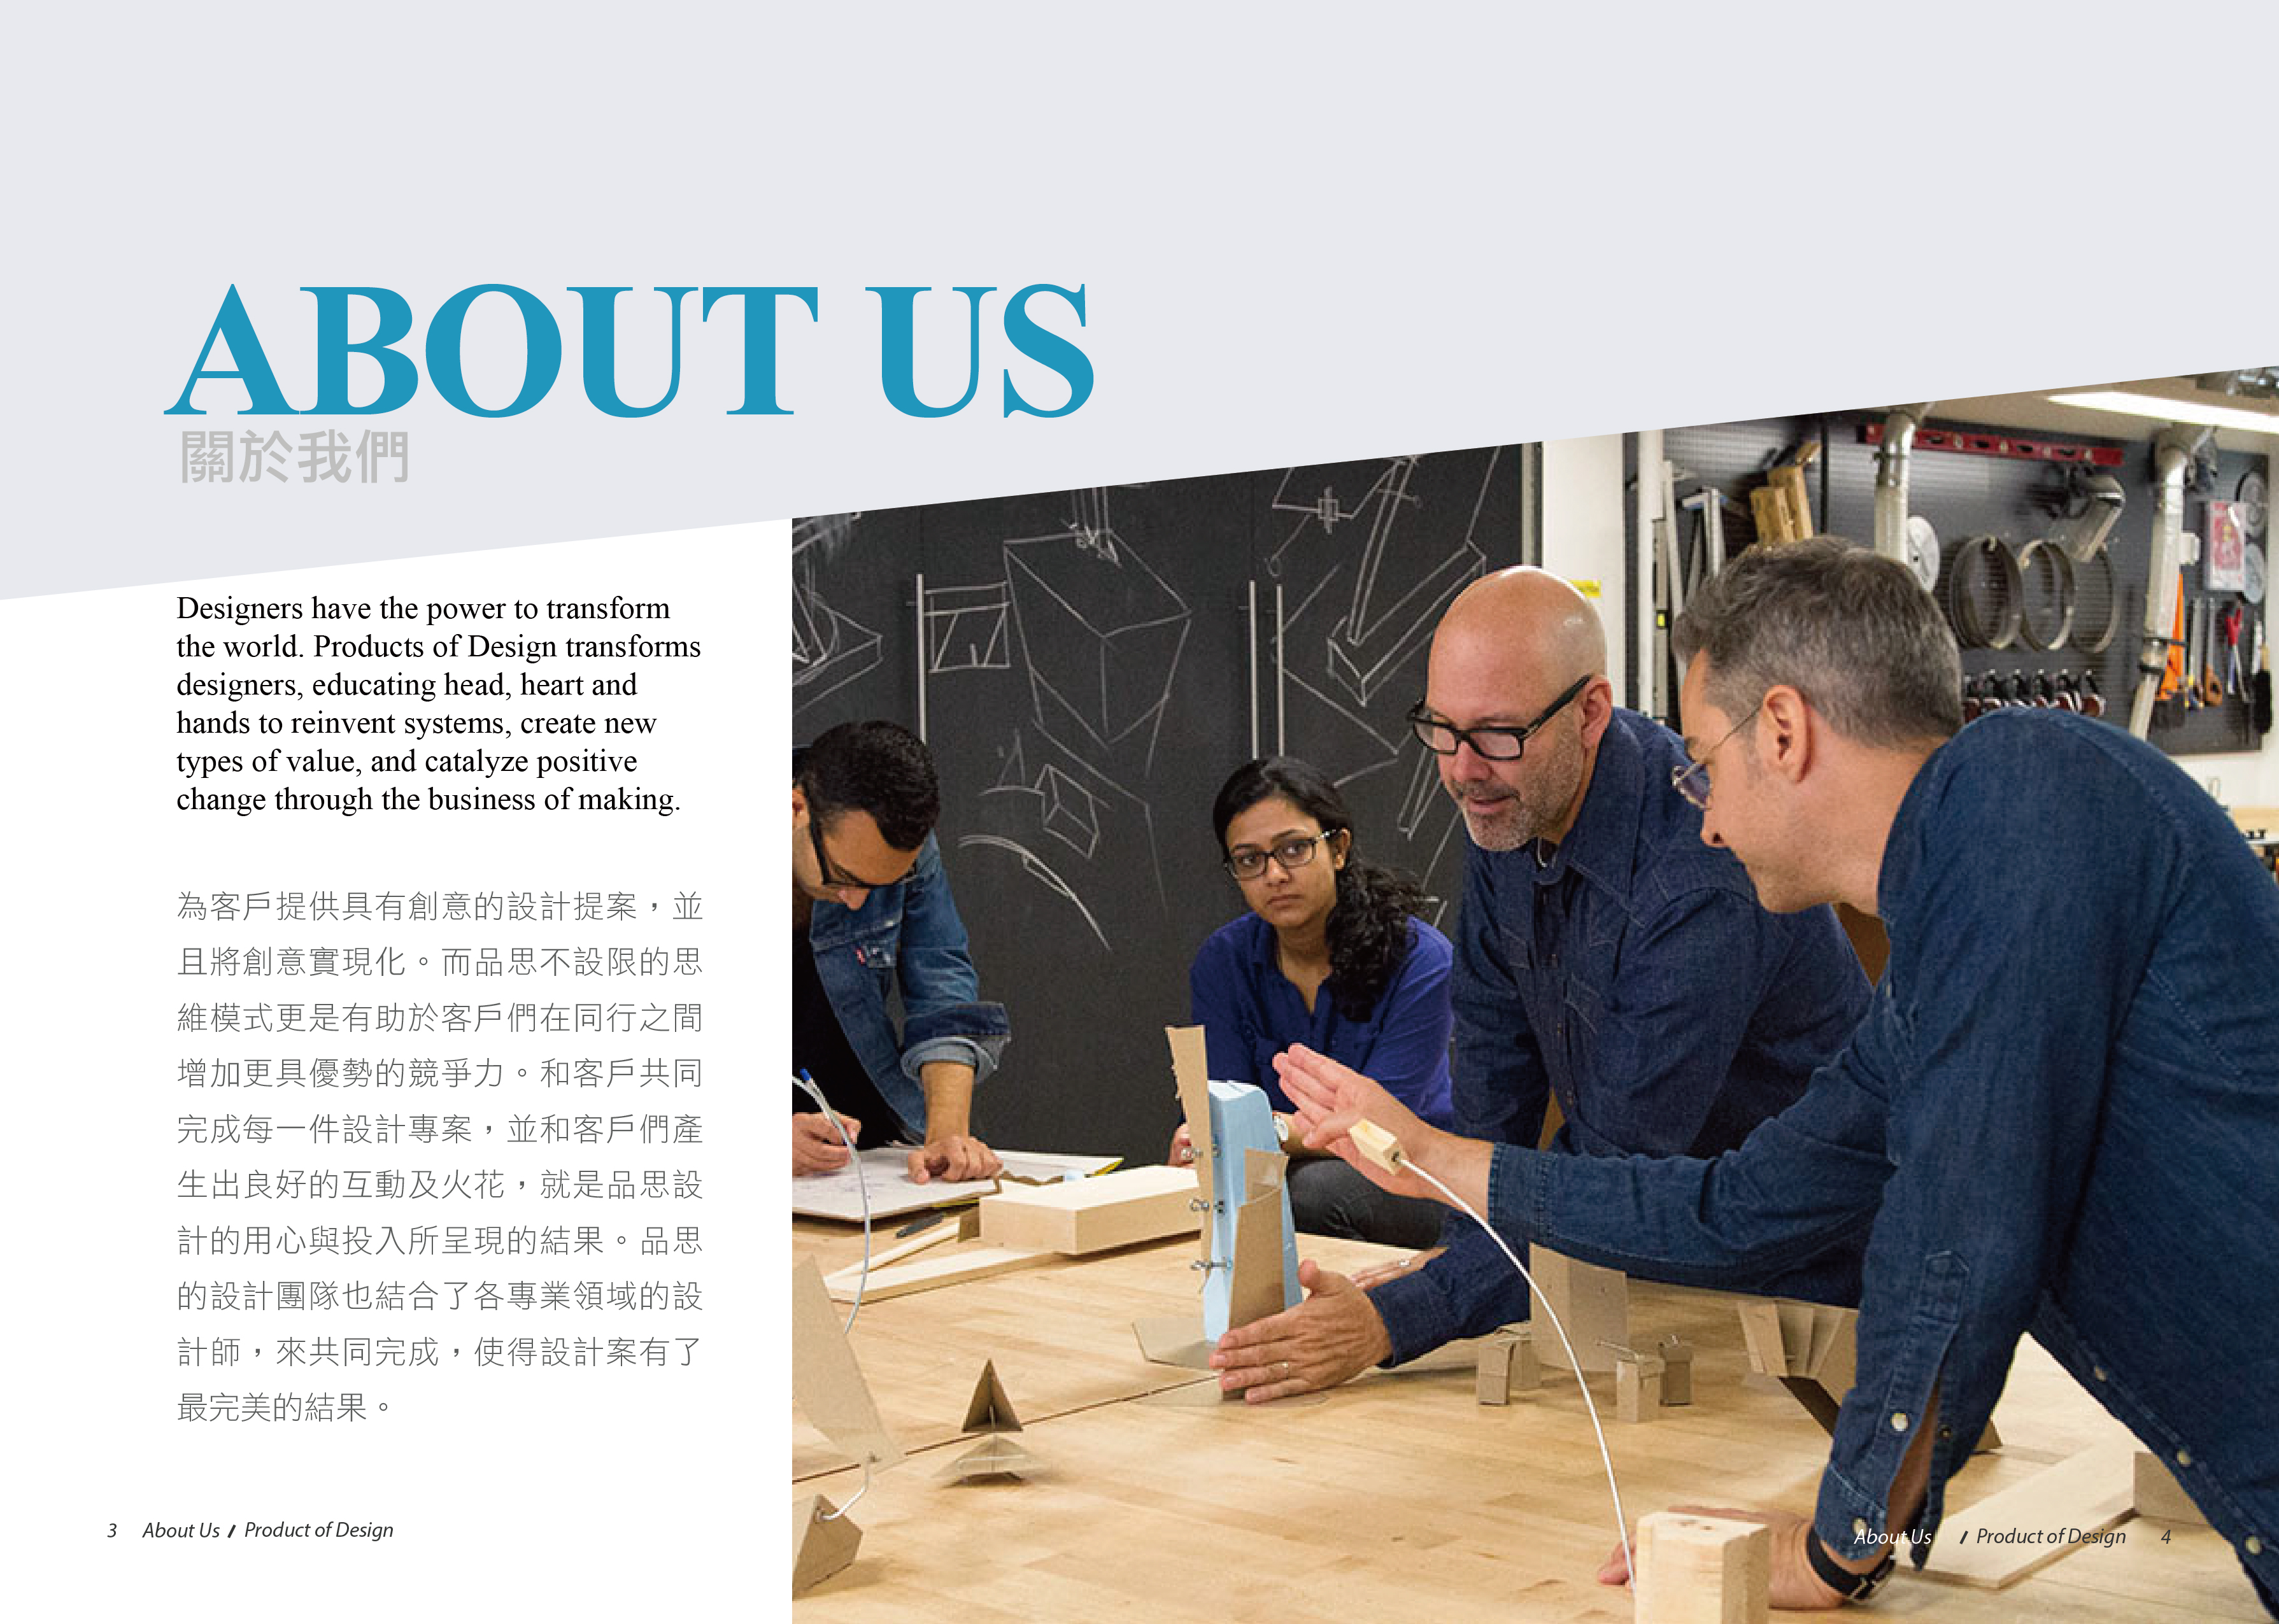 ABOUT US
關於我們
Designers have the power to transform
the world. Products of Design transforms
designers, educating head, heart and
hands to reinvent systems, create new
types of value, and catalyze positive
change through the business of making.
為客戶提供具有創意的設計提案，並
且將創意實現化。而品思不設限的思
維模式更是有助於客戶們在同行之間
增加更具優勢的競爭力。和客戶共同
完成每一件設計專案，並和客戶們產
生出良好的互動及火花，就是品思設
計的用心與投入所呈現的結果。品思
的設計團隊也結合了各專業領域的設
計師，來共同完成，使得設計案有了
最完美的結果。
3 About Us / Product of Design
About Us / Product of Design 4